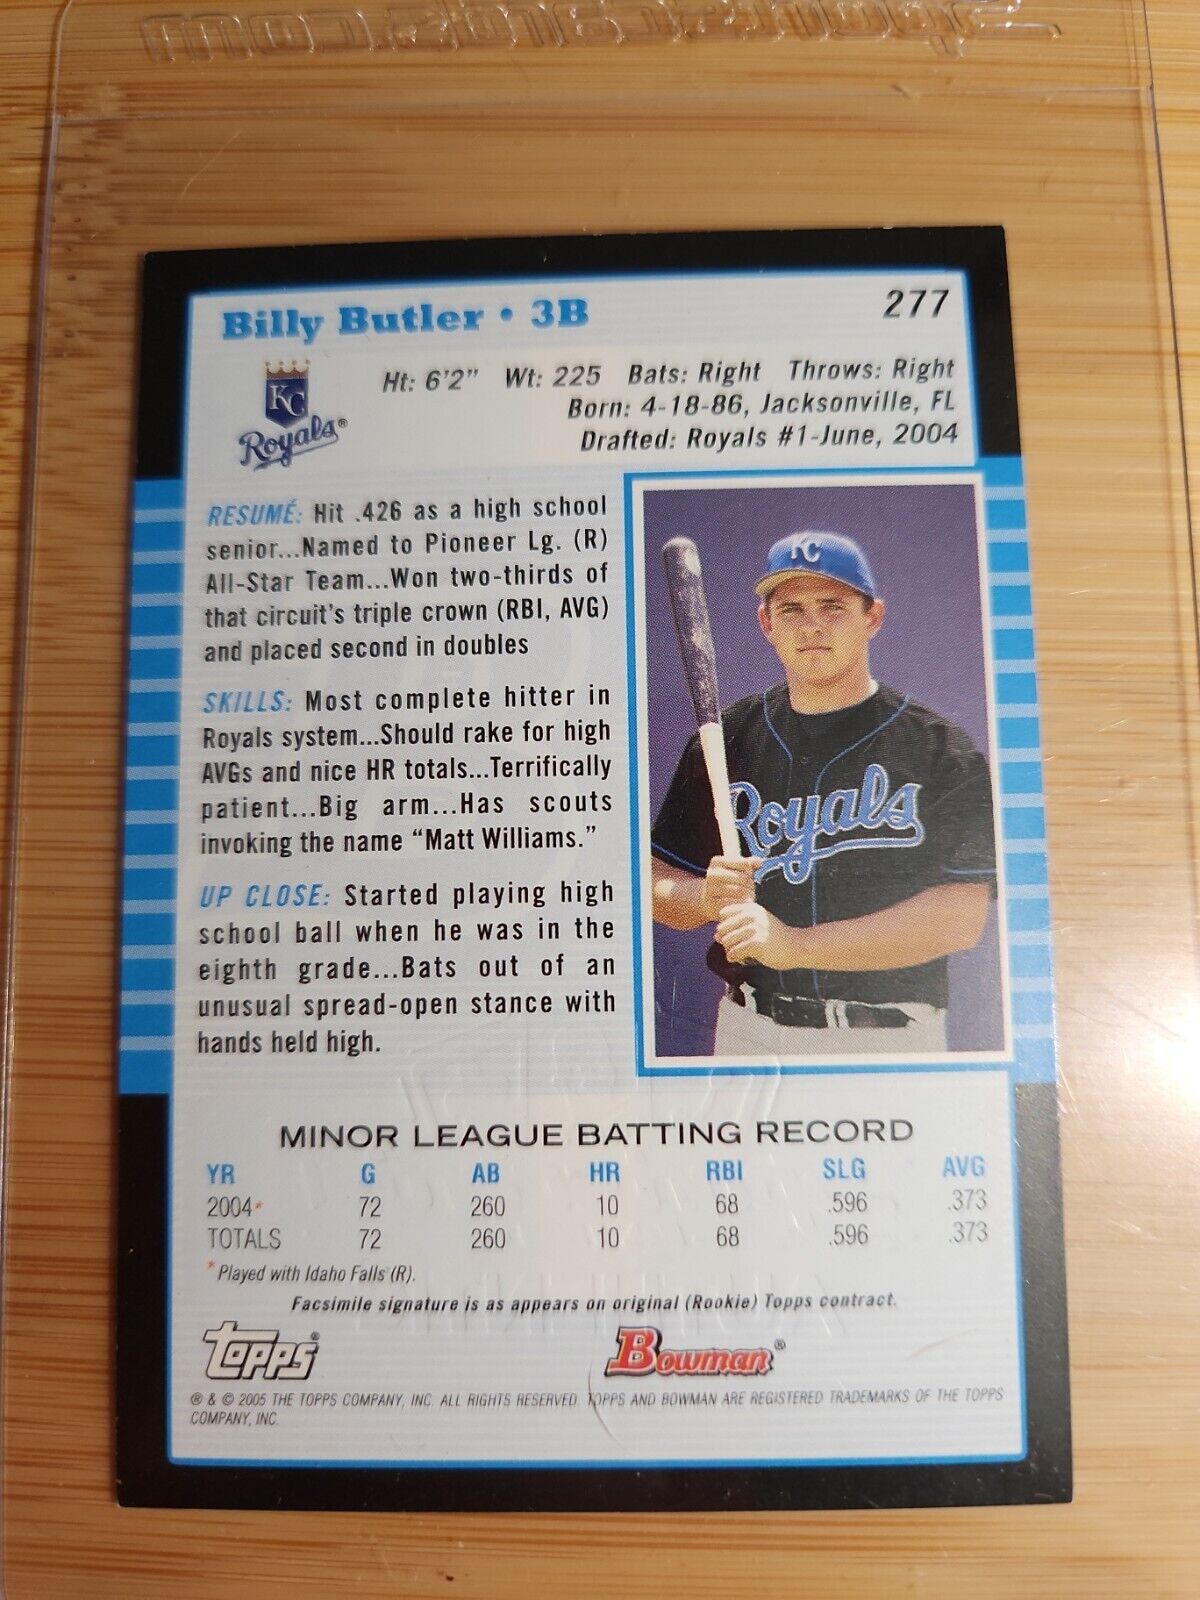 Billy Butler • 3B
277
Ht: 6'2" Wt: 225 Bats: Right Throws: Right
Born: 4-18-86, Jacksonville, FL
Drafted: Royals #1-June, 2004
KC
Royals®
RESUMÉ: Hit .426 as a high school
senior...Named to Pioneer Lg. (R)
All-Star Team...Won two-thirds of
that circuit's triple crown (RBI, AVG)
and placed second in doubles
SKILLS: Most complete hitter in
Royals system...Should rake for high
AVGs and nice HR totals...Terrifically
patient...Big arm...Has scouts
invoking the name "Matt Williams."
UP CLOSE: Started playing high
school ball when he was in the
eighth grade...Bats out of an
unusual spread-open stance with
hands held high.
KC
Royals
MINOR LEAGUE BATTING RECORD
YR G AB HR RBI SLG AVG
2004* 72 260 10 68 .596 .373
TOTALS 72 260 10 68 .596 .373
*Played with Idaho Falls (R).
Facsimile signature is as appears on original (Rookie) Topps contract.
Topps® Bowman®
® & © 2005 THE TOPPS COMPANY, INC. ALL RIGHTS RESERVED. TOPPS AND BOWMAN ARE REGISTERED TRADEMARKS OF THE TOPPS
COMPANY, INC.